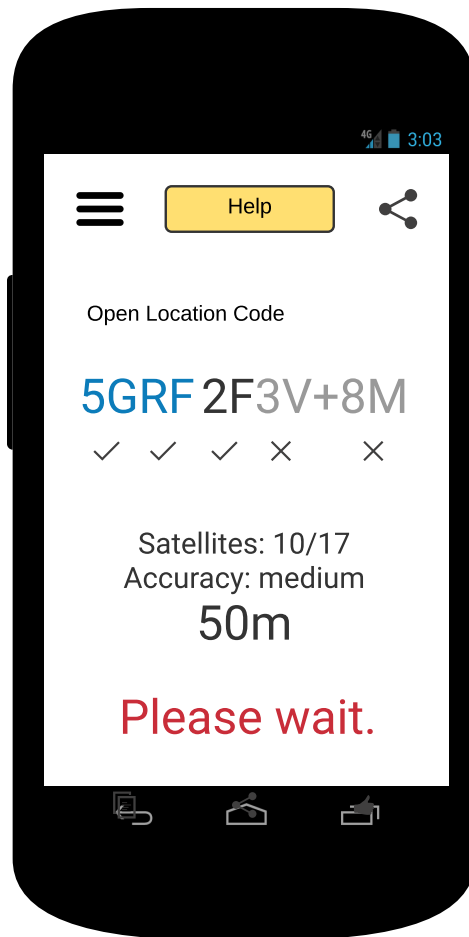 4G 3:03
Help
Open Location Code
5GRF 2F3V+8M
Satellites: 10/17
Accuracy: medium
50m
Please wait.